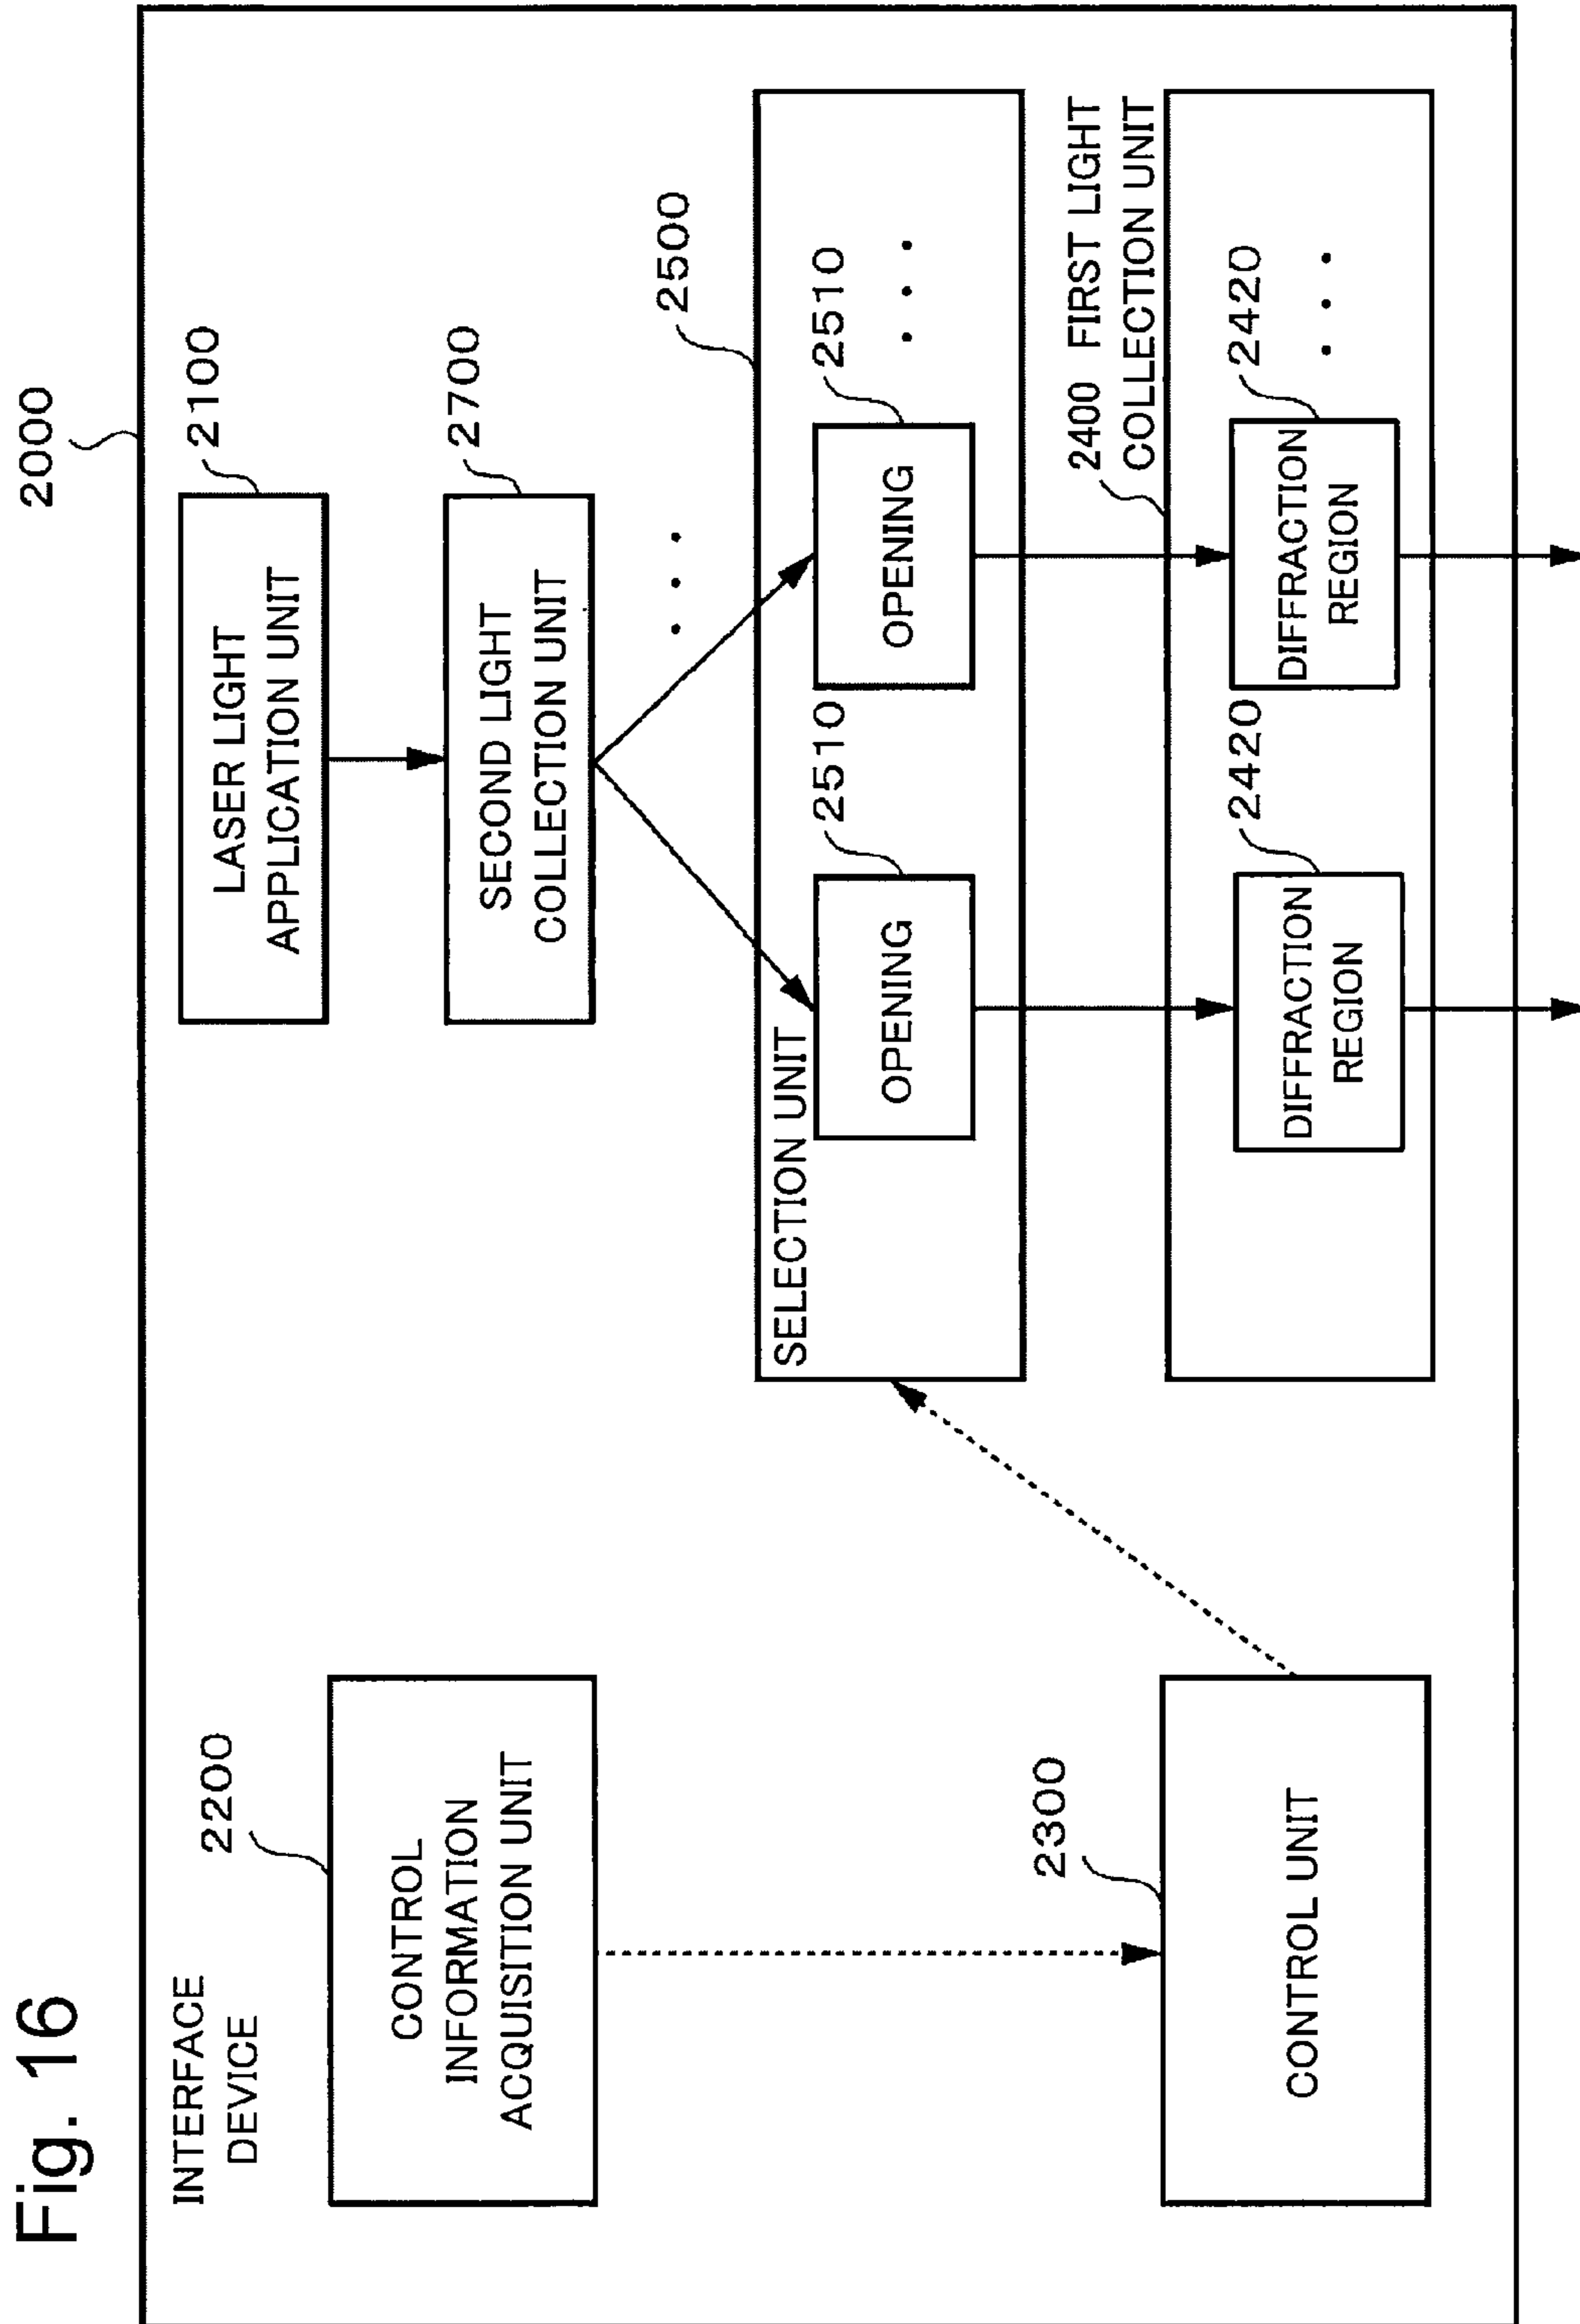 Fig. 16
2000
INTERFACE
DEVICE
2200
CONTROL
INFORMATION
ACQUISITION UNIT
2300
CONTROL UNIT
2100
LASER LIGHT
APPLICATION UNIT
2700
SECOND LIGHT
COLLECTION UNIT
2500
SELECTION UNIT
2510
OPENING
2510
OPENING
2400 FIRST LIGHT
COLLECTION UNIT
2420
DIFFRACTION
REGION
2420
DIFFRACTION
REGION